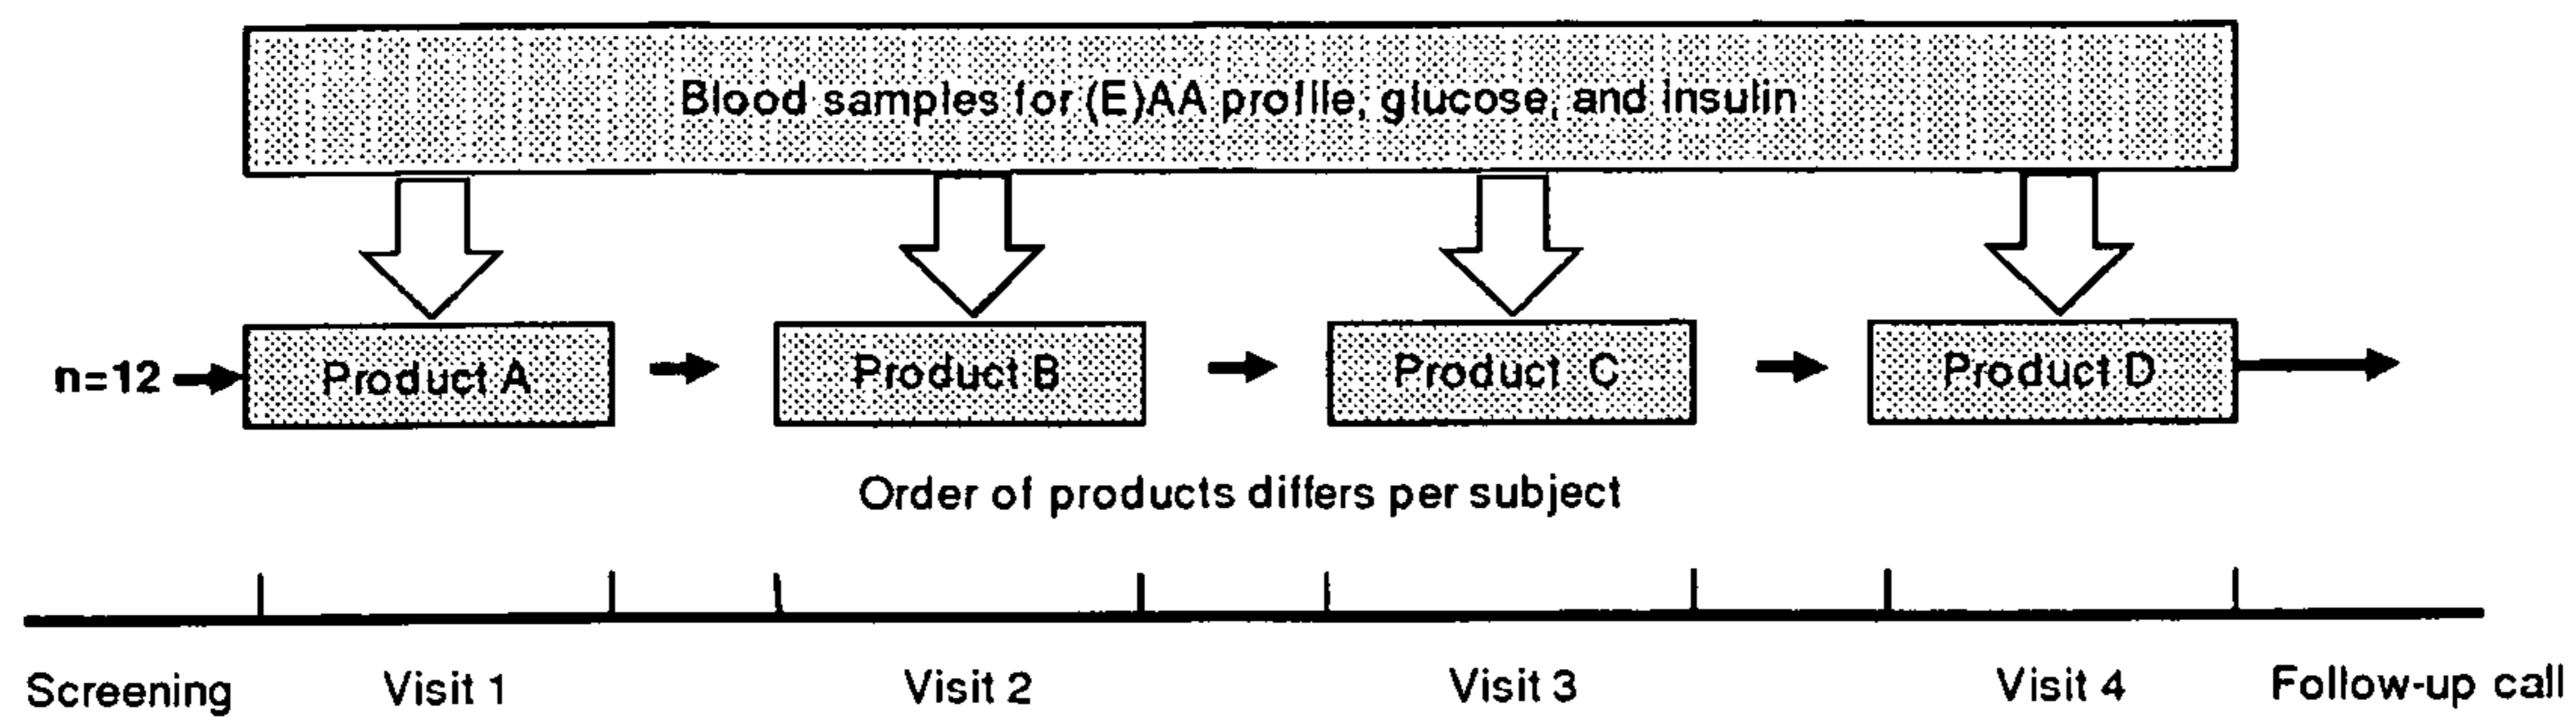 Blood samples for (E)AA profile, glucose, and insulin
n=12 Product A Product B Product C Product D
Order of products differs per subject
Screening Visit 1 Visit 2 Visit 3 Visit 4 Follow-up call